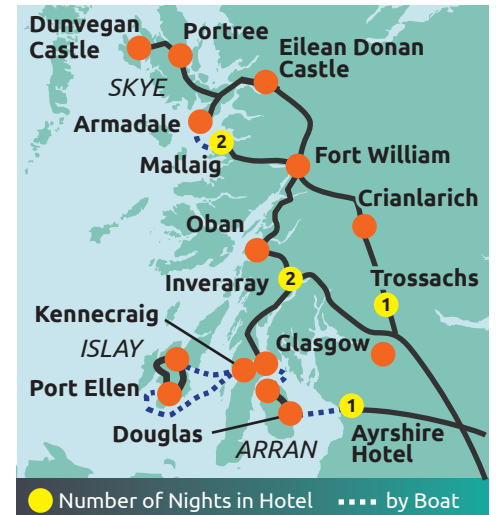 Dunvegan
Castle
Portree
Eilean Donan
Castle
SKYE
Armadale
2
Mallaig
Fort William
Crianlarich
Oban
Inveraray
2
Trossachs
1
Kennecraig
ISLAY
Glasgow
Port Ellen
1
Douglas
ARRAN
Ayrshire
Hotel
Number of Nights in Hotel
by Boat